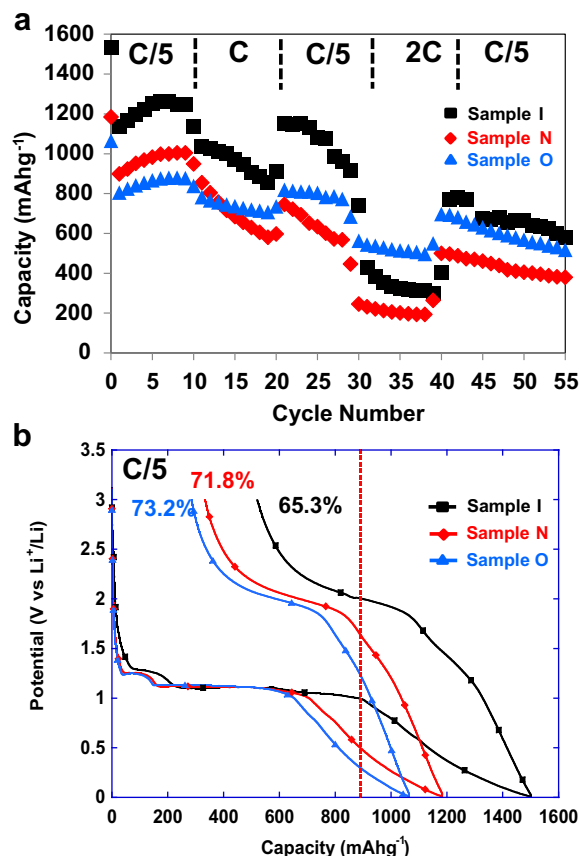 a
1600
1400
1200
1000
800
600
400
200
0
Capacity (mAhg-1)
C/5 C C/5 2C C/5
Sample I
Sample N
Sample O
0 5 10 15 20 25 30 35 40 45 50 55
Cycle Number
b
3.5
3
2.5
2
1.5
1
0.5
0
Potential (V vs Li+/Li)
C/5
71.8%
73.2%
65.3%
Sample I
Sample N
Sample O
0 200 400 600 800 1000 1200 1400 1600
Capacity (mAhg-1)